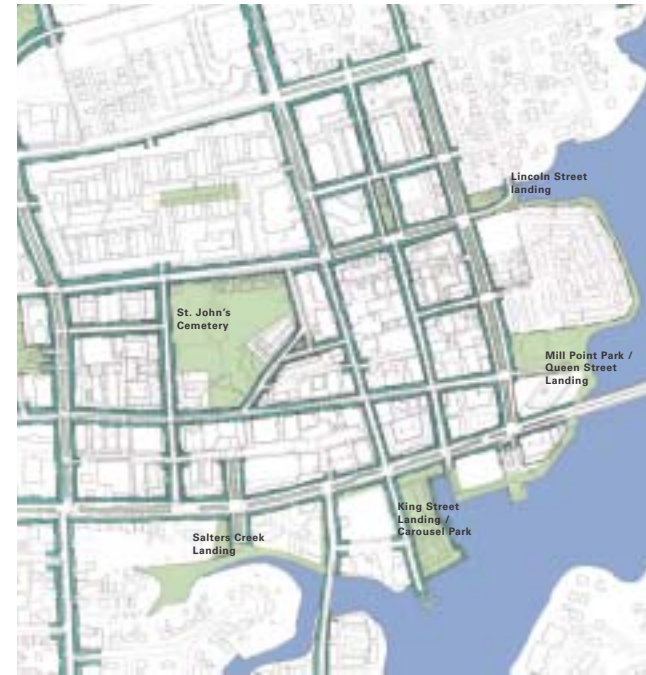 Lincoln Street
landing
St. John's
Cemetery
Mill Point Park /
Queen Street
Landing
King Street
Landing /
Carousel Park
Salters Creek
Landing